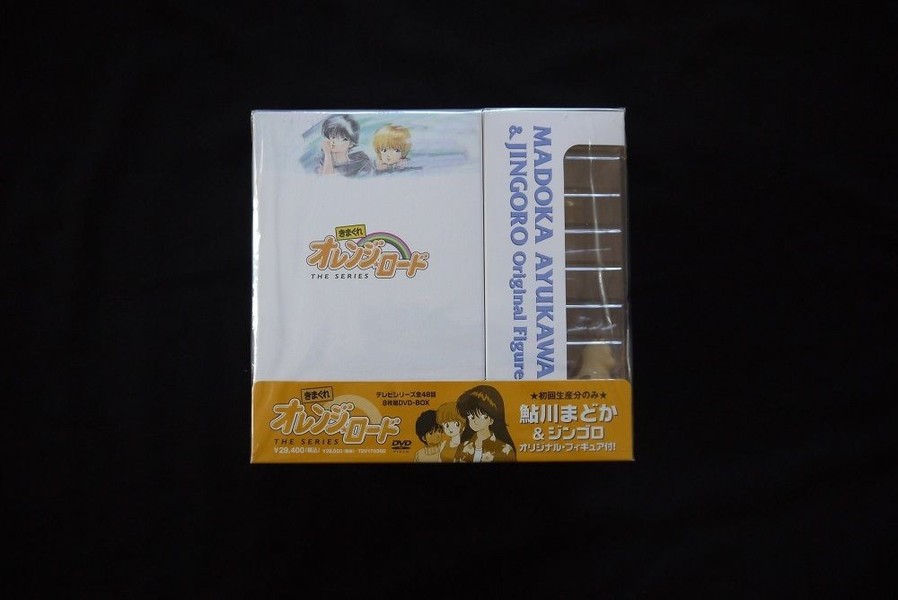 きまぐれ
オレンジ☆ロード
THE SERIES
MADOKA AYUKAWA
& JINGORO Original Figure
きまぐれ
オレンジ☆ロード
THE SERIES
¥29,400(税込)
テレビシリーズ全48話
8枚組DVD-BOX
DVD
VIDEO
★初回生産分のみ★
鮎川まどか
&ジンゴロ
オリジナル・フィギュア付!